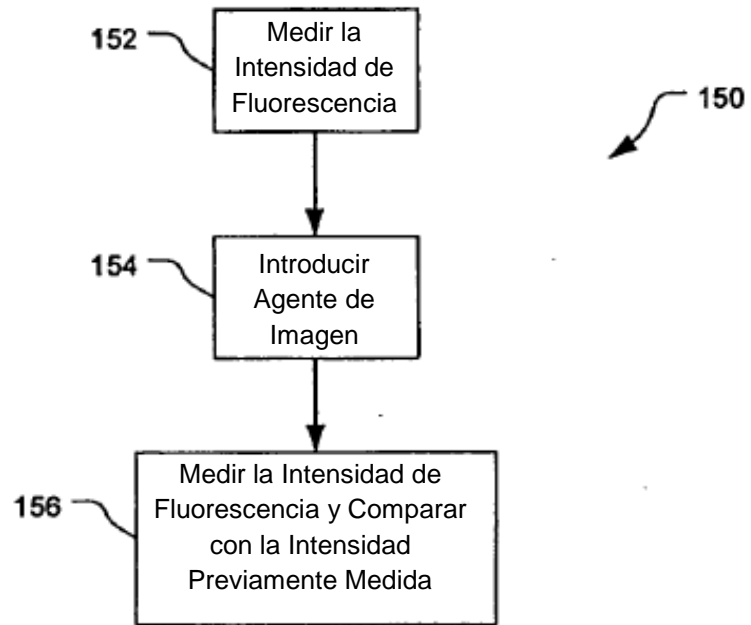 152
Medir la
Intensidad de
Fluorescencia
150
154
Introducir
Agente de
Imagen
156
Medir la Intensidad de
Fluorescencia y Comparar
con la Intensidad
Previamente Medida